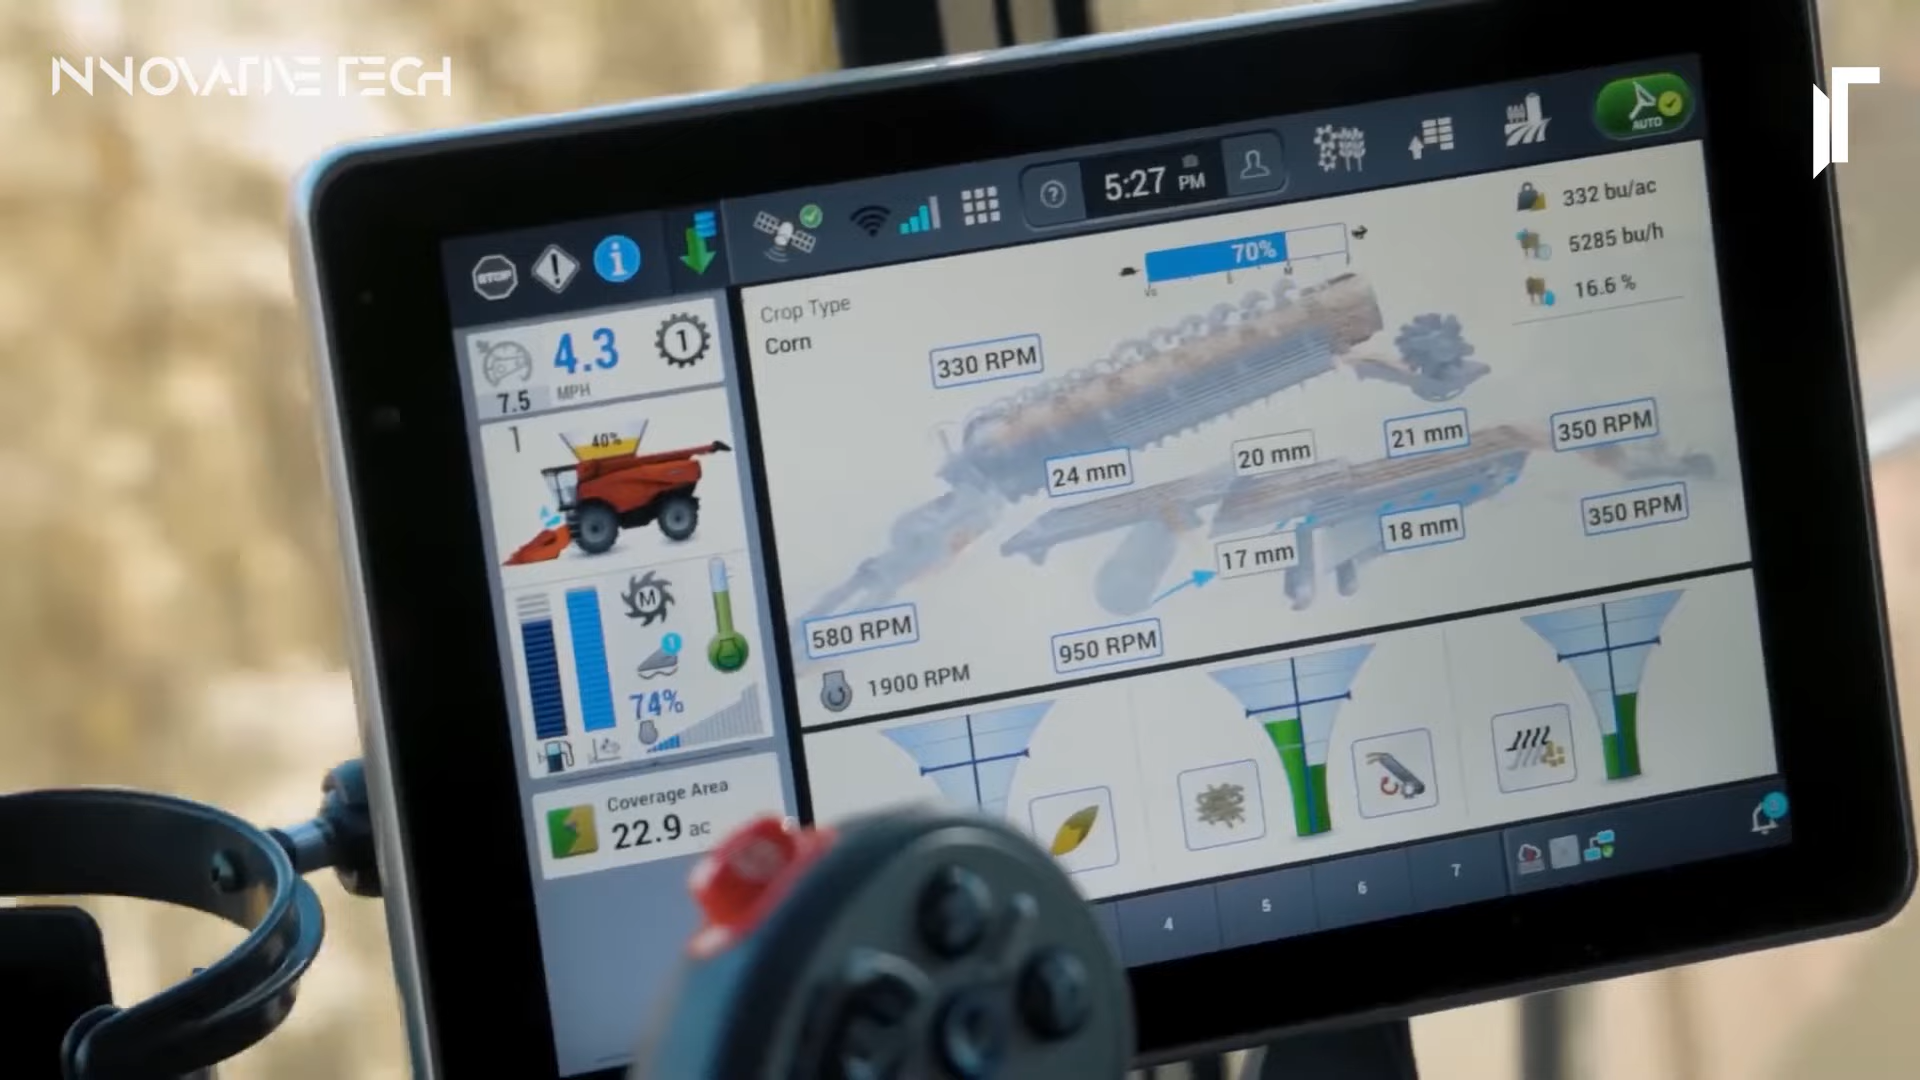 INNOVATIVE TECH
STOP
5:27 PM
AUTO
4.3
MPH
7.5
1
1
40%
M
1
74%
Coverage Area
22.9 ac
Crop Type
Corn
70%
332 bu/ac
5285 bu/h
16.6 %
330 RPM
24 mm
20 mm
21 mm
350 RPM
17 mm
18 mm
350 RPM
580 RPM
950 RPM
1900 RPM
4
5
6
7